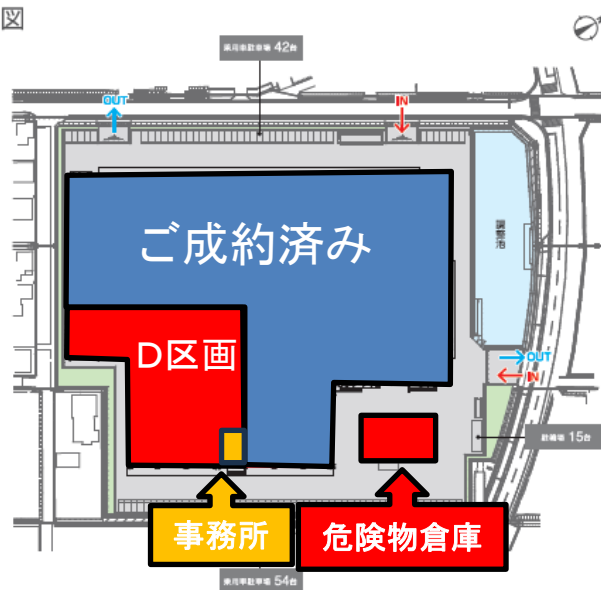 図
乗用車駐車場 42台
OUT
IN
ご成約済み
調整池
D区画
OUT
IN
駐輪場 15台
事務所
危険物倉庫
乗用車駐車場 54台